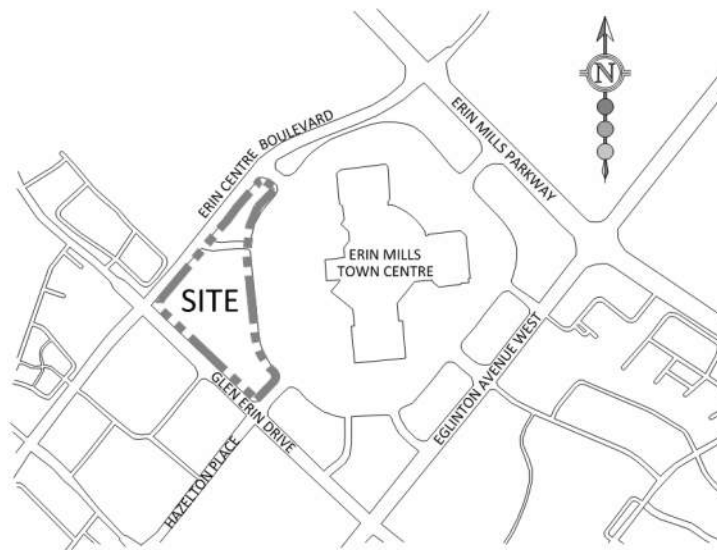 N
ERIN CENTRE BOULEVARD
ERIN MILLS PARKWAY
ERIN MILLS
TOWN CENTRE
SITE
GLEN ERIN DRIVE
EGLINTON AVENUE WEST
HAZELTON PLACE